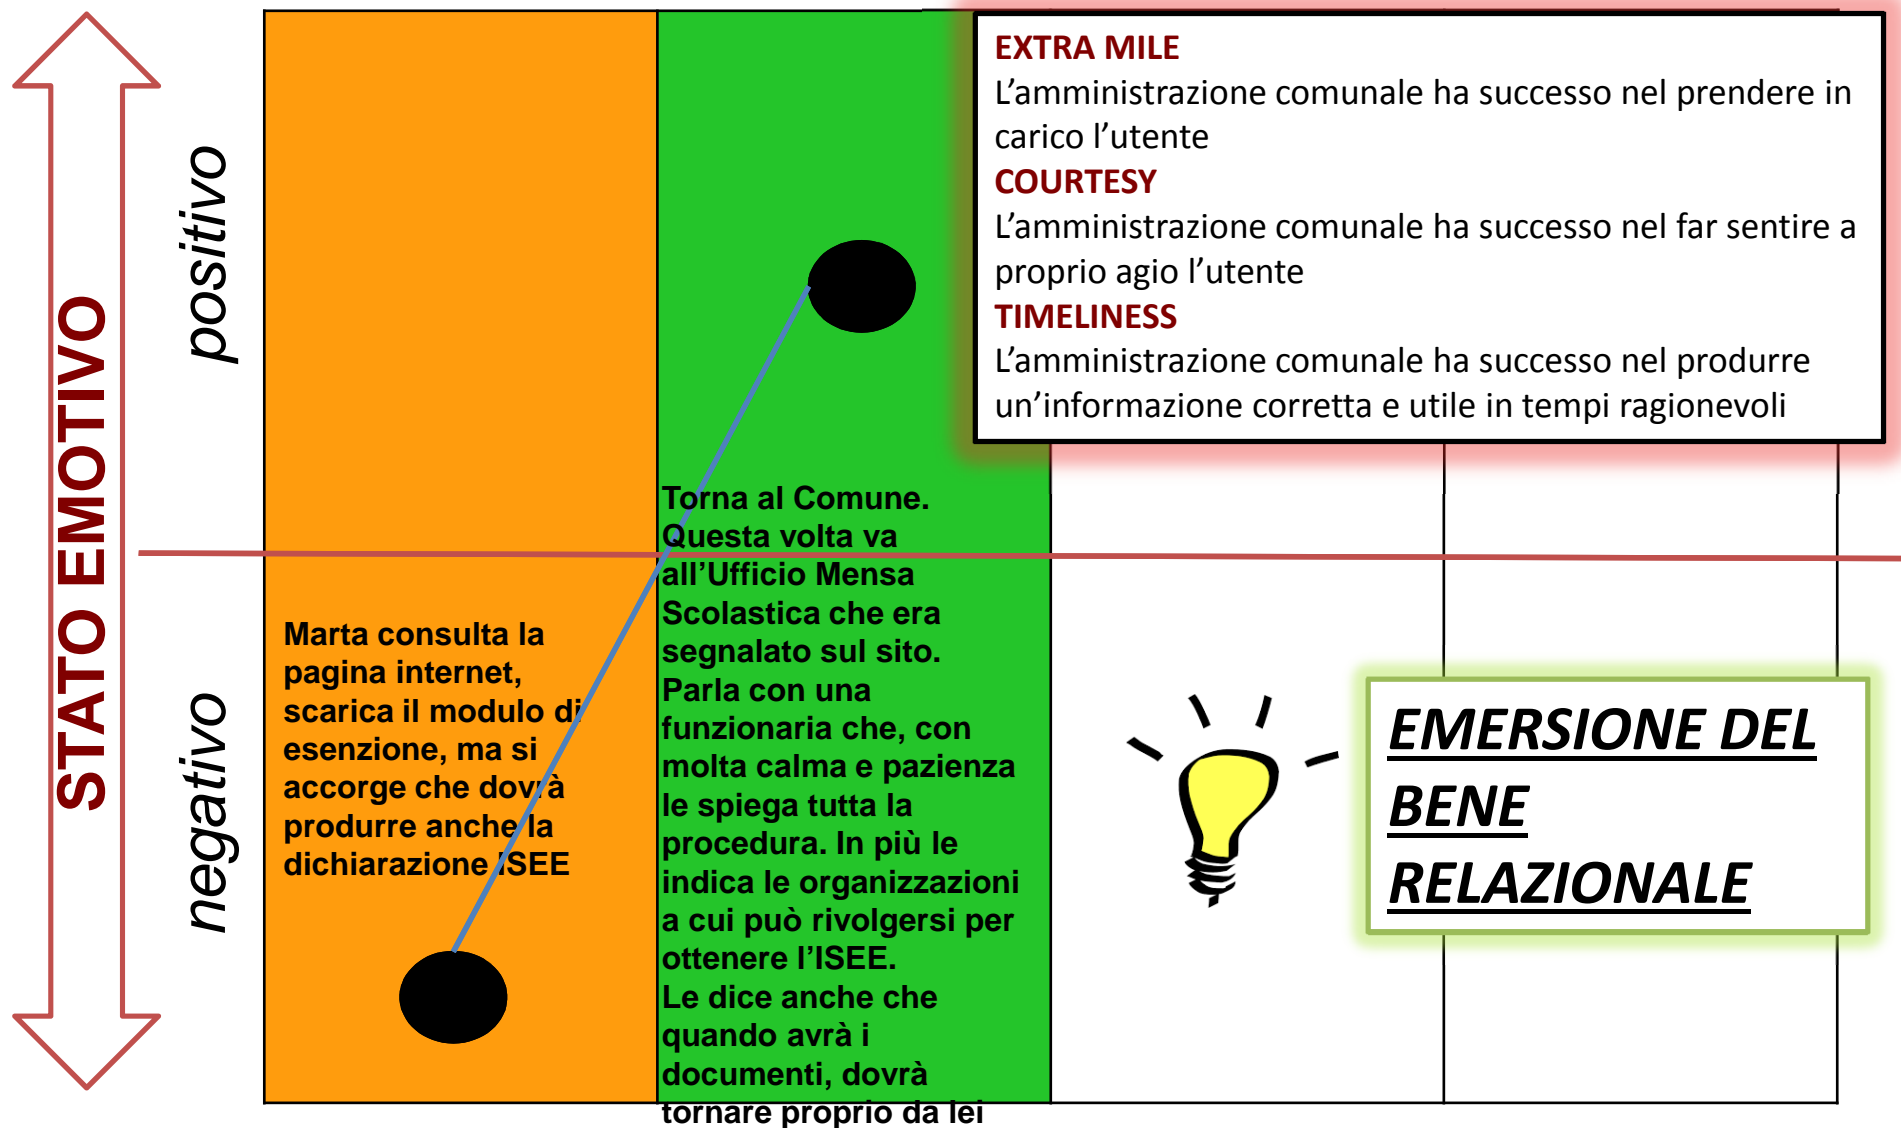 STATO EMOTIVO
positivo
negativo
Marta consulta la
pagina internet,
scarica il modulo di
esenzione, ma si
accorge che dovrà
produrre anche la
dichiarazione ISEE
Torna al Comune.
Questa volta va
all’Ufficio Mensa
Scolastica che era
segnalato sul sito.
Parla con una
funzionaria che, con
molta calma e pazienza
le spiega tutta la
procedura. In più le
indica le organizzazioni
a cui può rivolgersi per
ottenere l’ISEE.
Le dice anche che
quando avrà i
documenti, dovrà
tornare proprio da lei
EXTRA MILE
L’amministrazione comunale ha successo nel prendere in
carico l’utente
COURTESY
L’amministrazione comunale ha successo nel far sentire a
proprio agio l’utente
TIMELINESS
L’amministrazione comunale ha successo nel produrre
un’informazione corretta e utile in tempi ragionevoli
EMERSIONE DEL
BENE
RELAZIONALE